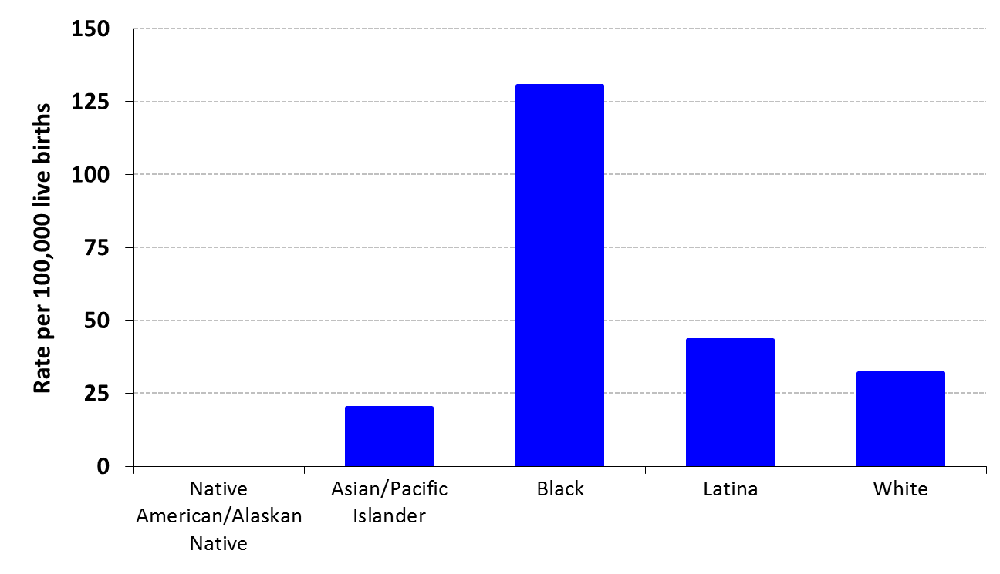 150
125
100
75
50
25
0
Rate per 100,000 live births
Native
American/Alaskan
Native
Asian/Pacific
Islander
Black
Latina
White